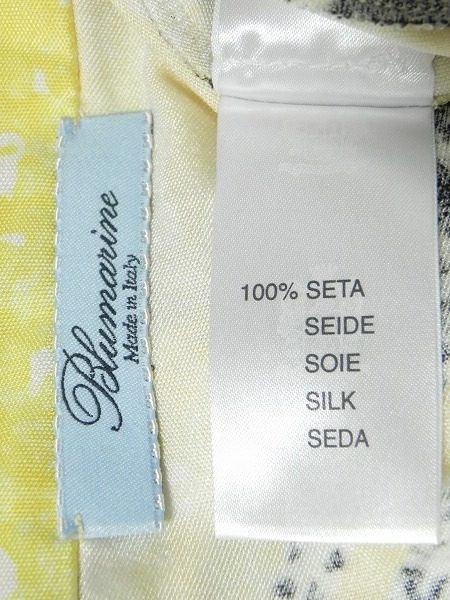 Blumarine
Made in Italy
100% SETA
SEIDE
SOIE
SILK
SEDA